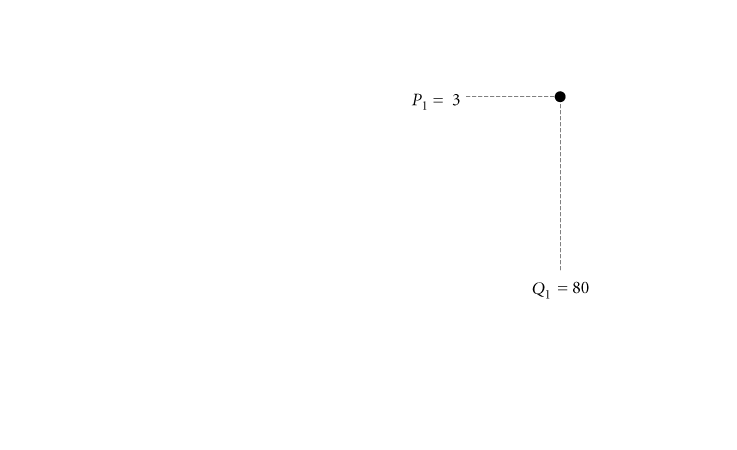 P₁ = 3
Q₁ = 80